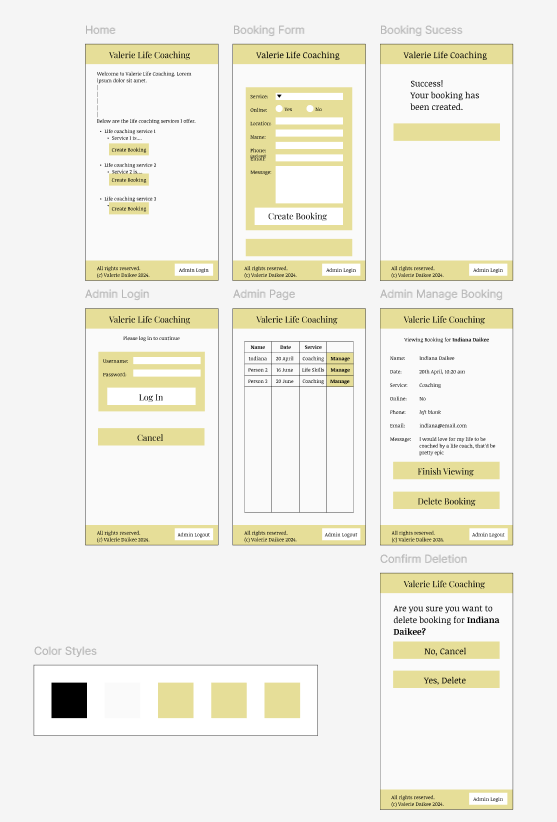 Home
Valerie Life Coaching
Welcome to Valerie Life Coaching. Lorem
ipsum dolor sit amet.
Below are the life coaching services I offer.
Life coaching service 1
Service 1 is....
Create Booking
Life coaching service 2
Service 2 is...
Create Booking
Life coaching service 3
Create Booking
All rights reserved.
(c) Valerie Daikee 2024.
Admin Login
Booking Form
Valerie Life Coaching
Service:
Online:
Yes
No
Location:
Name:
Phone:
Email:
Message:
Create Booking
All rights reserved.
(c) Valerie Daikee 2024.
Admin Login
Booking Sucess
Valerie Life Coaching
Success!
Your booking has
been created.
All rights reserved.
(c) Valerie Daikee 2024.
Admin Login
Admin Login
Valerie Life Coaching
Please log in to continue
Username:
Password:
Log In
Cancel
All rights reserved.
(c) Valerie Daikee 2024.
Admin Logout
Admin Page
Valerie Life Coaching
Name Date Service
Indiana 20 April Coaching Manage
Person 2 16 June Life Skills Manage
Person 3 20 June Coaching Manage
All rights reserved.
(c) Valerie Daikee 2024.
Admin Logout
Admin Manage Booking
Valerie Life Coaching
Viewing Booking for Indiana Daikee
Name: Indiana Daikee
Date: 20th April, 10:20 am
Service: Coaching
Online: No
Phone: left blank
Email: indiana@email.com
Message: I would love for my life to be
coached by a life coach, that'd be
pretty epic
Finish Viewing
Delete Booking
All rights reserved.
(c) Valerie Daikee 2024.
Admin Logout
Confirm Deletion
Valerie Life Coaching
Are you sure you want to
delete booking for Indiana
Daikee?
No, Cancel
Yes, Delete
All rights reserved.
(c) Valerie Daikee 2024.
Admin Login
Color Styles